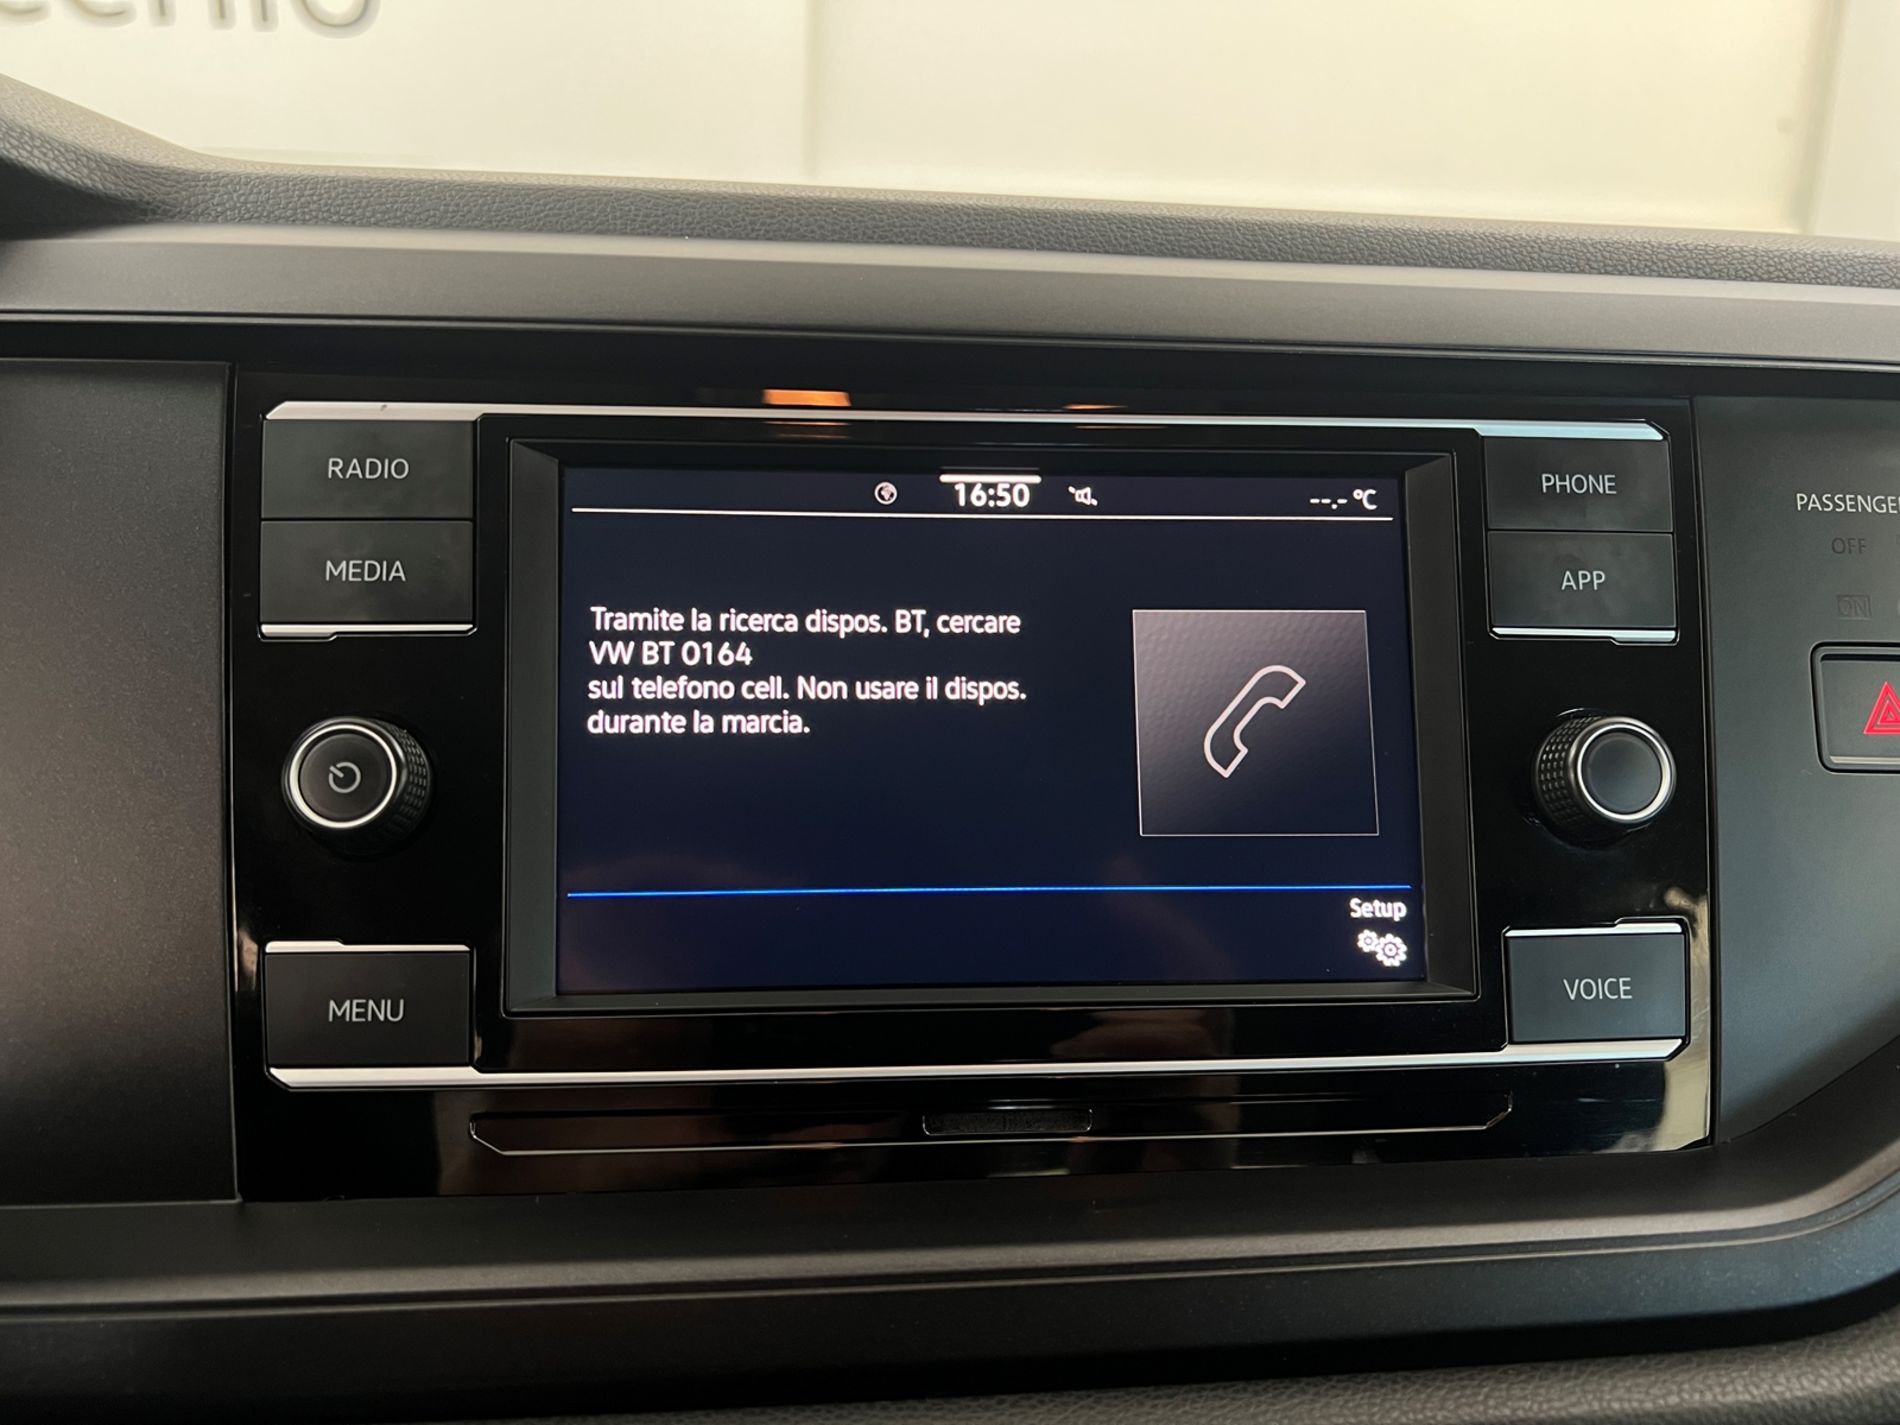 RADIO
MEDIA
MENU
16:50
--.- °C
Tramite la ricerca dispos. BT, cercare
VW BT 0164
sul telefono cell. Non usare il dispos.
durante la marcia.
Setup
PHONE
APP
VOICE
OFF
ON